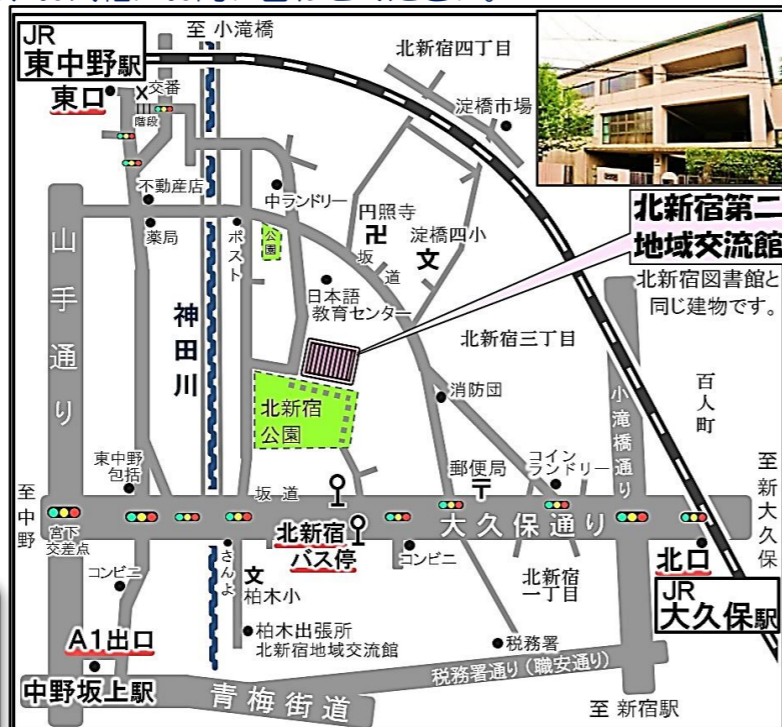 JR
東中野駅
東口
交番
階段
至 小滝橋
北新宿四丁目
淀橋市場
不動産店
薬局
ポスト
公園
中ランドリー
円照寺
卍
淀橋四小
文
坂道
日本語
教育センター
北新宿第二
地域交流館
北新宿図書館と
同じ建物です。
山手通り
神田川
北新宿三丁目
小滝橋通り
百人町
北新宿
公園
消防団
東中野
包括
坂道
郵便局
〒
コイン
ランドリー
至中野
至新大久保
宮下
交差点
北新宿
バス停
大久保通り
コンビニ
さんよ
文
柏木小
コンビニ
北新宿
一丁目
北口
JR
大久保駅
A1出口
中野坂上駅
柏木出張所
北新宿地域交流館
税務署
税務署通り(職安通り)
青梅街道
至 新宿駅